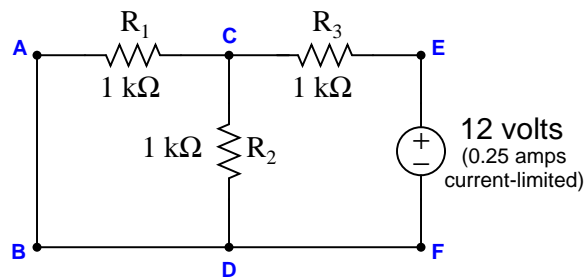 R1
R3
A
C
E
1 kΩ
1 kΩ
1 kΩ
R2
+
−
12 volts
(0.25 amps
current-limited)
B
D
F